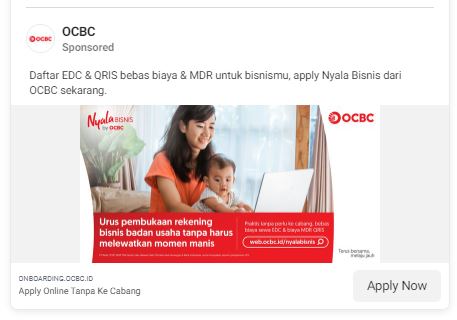 OCBC
OCBC
Sponsored
Daftar EDC & QRIS bebas biaya & MDR untuk bisnismu, apply Nyala Bisnis dari
OCBC sekarang.
Nyala BISNIS
by OCBC
OCBC
Urus pembukaan rekening
bisnis badan usaha tanpa harus
melewatkan momen manis
Praktis tanpa perlu ke cabang, bebas
biaya sewa EDC & biaya MDR QRIS
web.ocbc.id/nyalabisnis
Terus bersama,
melaju jauh
ONBOARDING.OCBC.ID
Apply Online Tanpa Ke Cabang
Apply Now